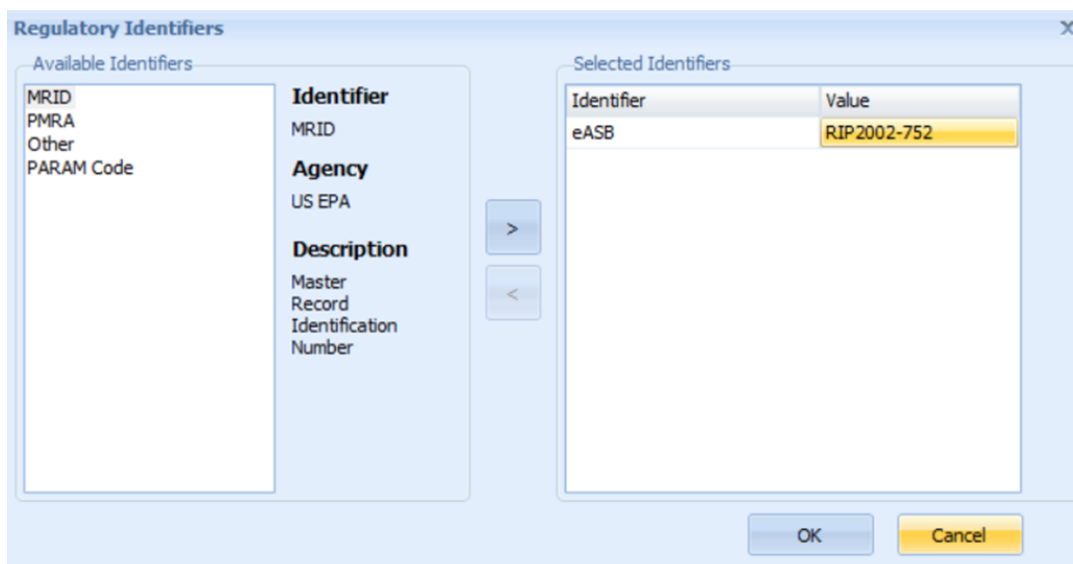 Regulatory Identifiers x
Available Identifiers
MRID
PMRA
Other
PARAM Code
Identifier
MRID
Agency
US EPA
Description
Master
Record
Identification
Number
>
<
Selected Identifiers
Identifier Value
eASB RIP2002-752
OK Cancel